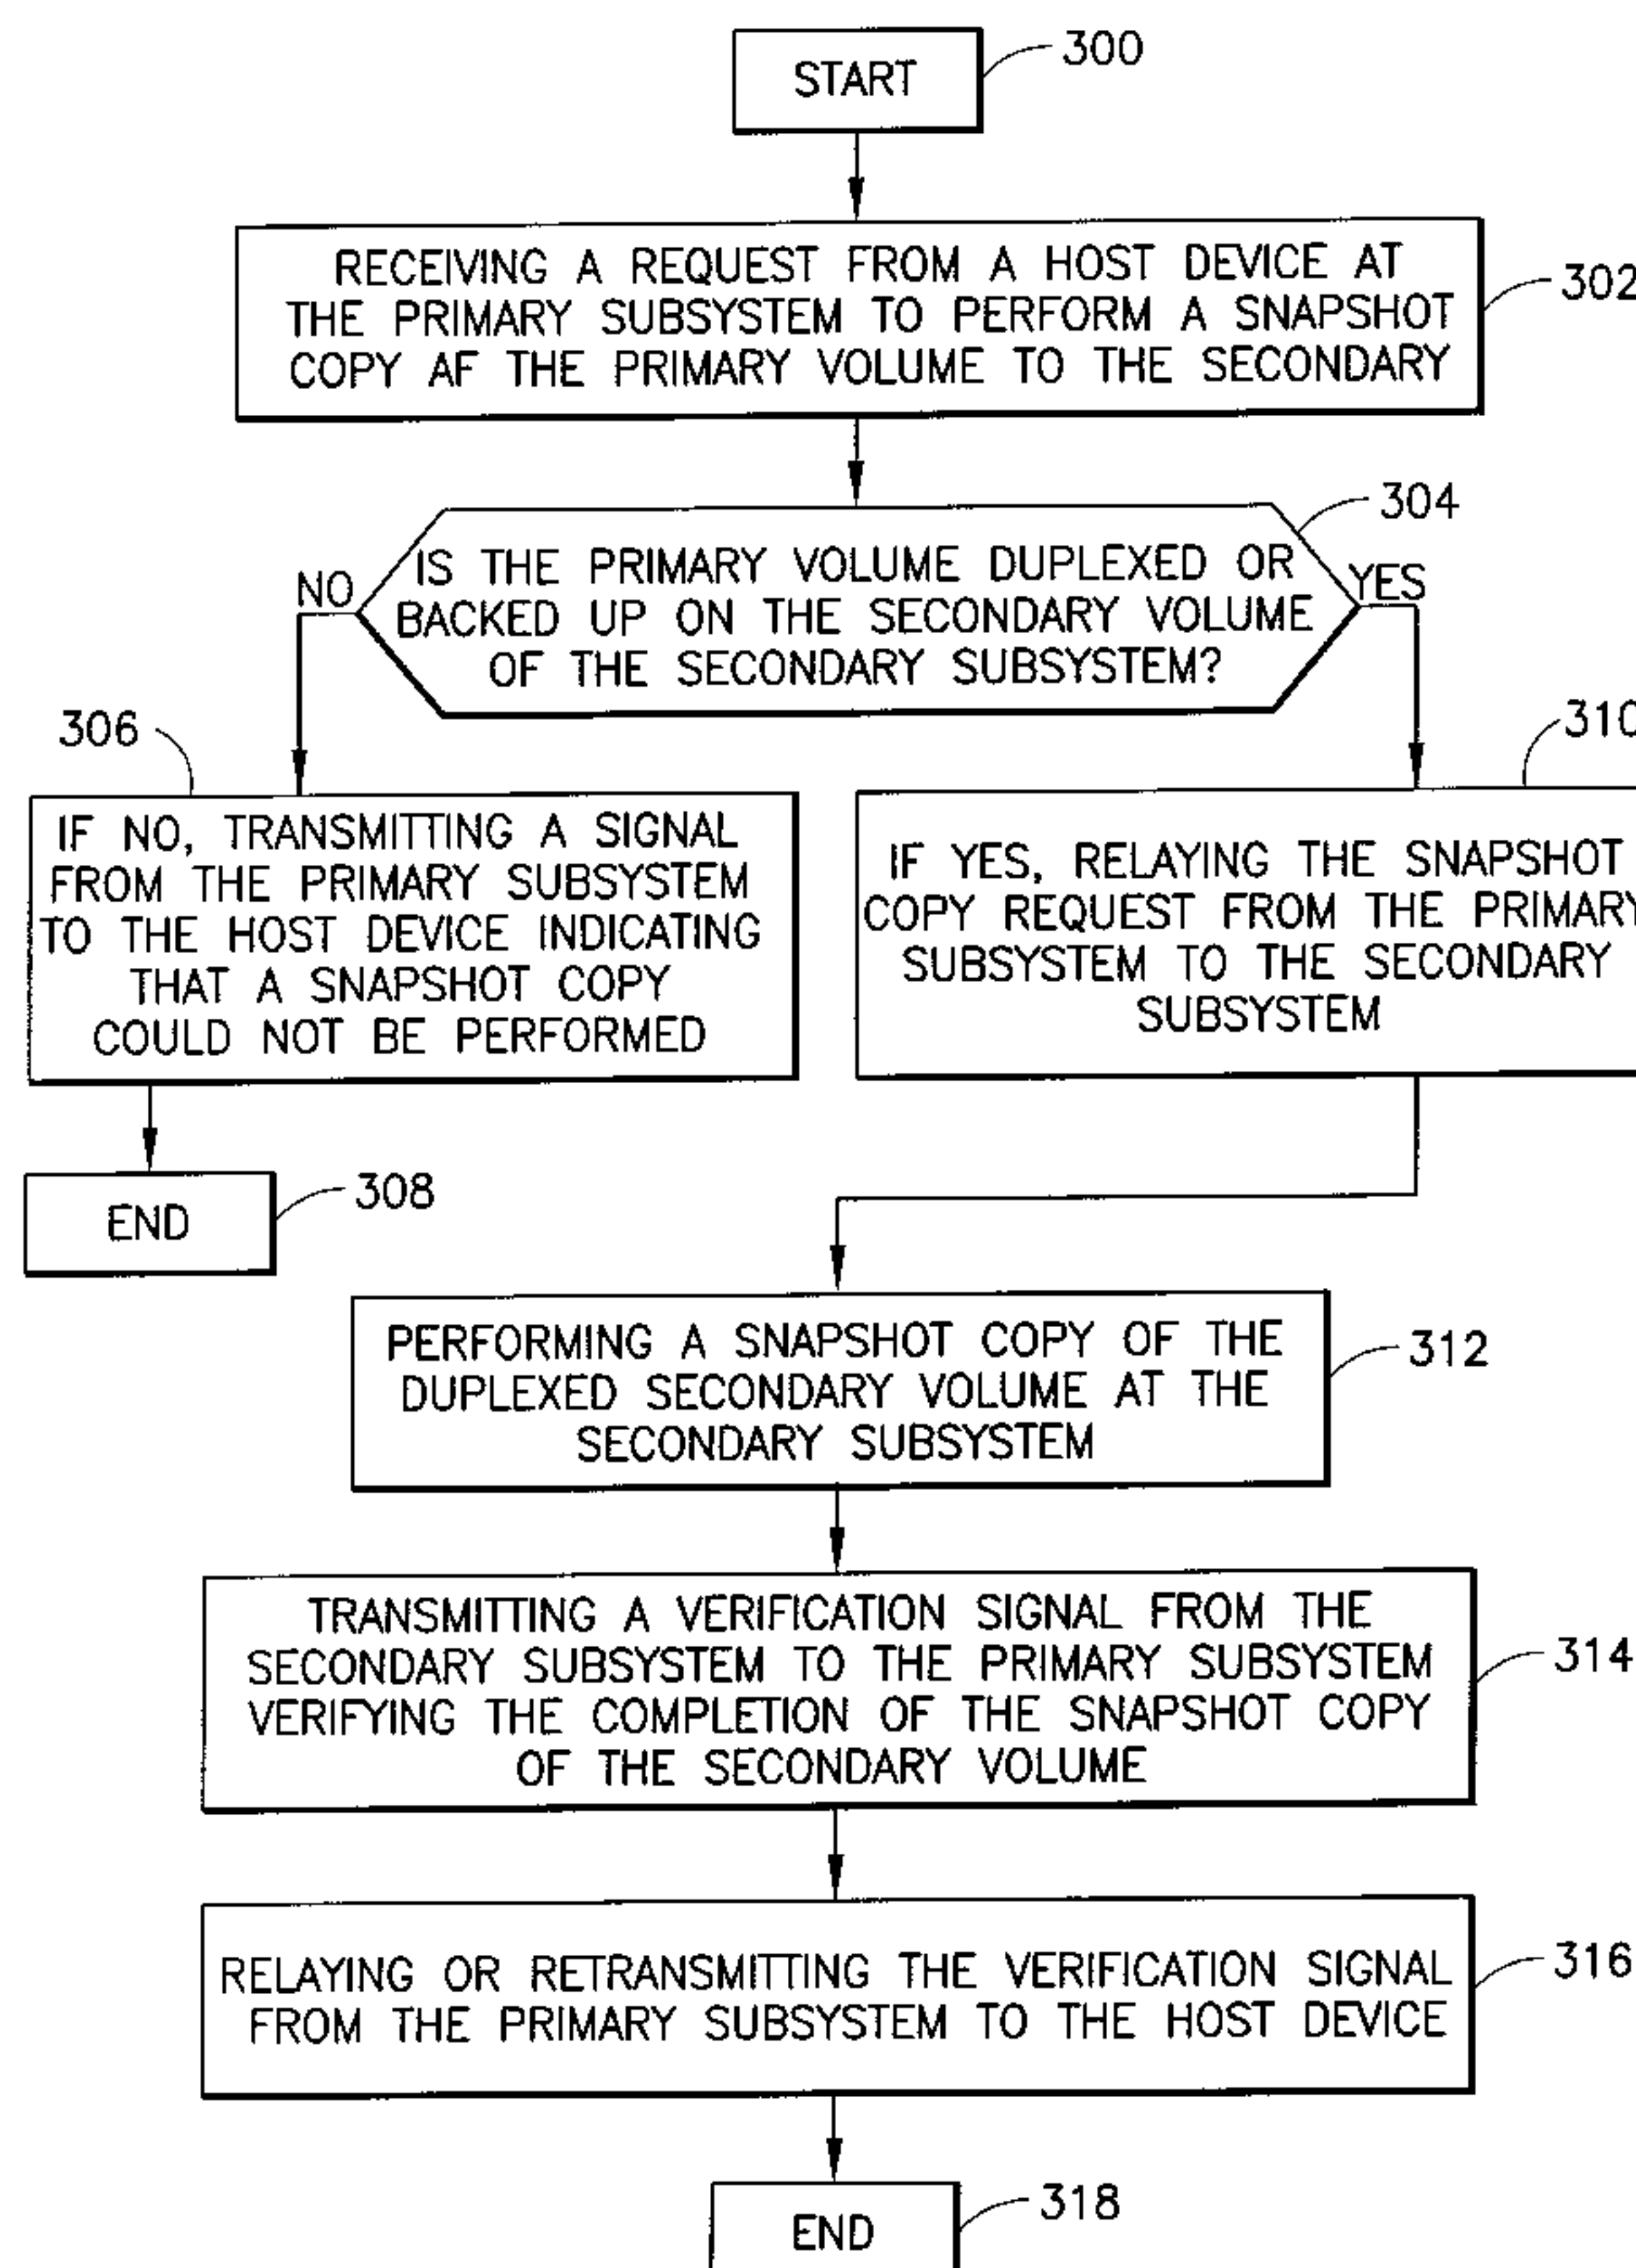 START
300
RECEIVING A REQUEST FROM A HOST DEVICE AT
THE PRIMARY SUBSYSTEM TO PERFORM A SNAPSHOT
COPY AF THE PRIMARY VOLUME TO THE SECONDARY
302
304
IS THE PRIMARY VOLUME DUPLEXED OR
BACKED UP ON THE SECONDARY VOLUME
OF THE SECONDARY SUBSYSTEM?
NO
YES
306
IF NO, TRANSMITTING A SIGNAL
FROM THE PRIMARY SUBSYSTEM
TO THE HOST DEVICE INDICATING
THAT A SNAPSHOT COPY
COULD NOT BE PERFORMED
310
IF YES, RELAYING THE SNAPSHOT
COPY REQUEST FROM THE PRIMARY
SUBSYSTEM TO THE SECONDARY
SUBSYSTEM
END
308
PERFORMING A SNAPSHOT COPY OF THE
DUPLEXED SECONDARY VOLUME AT THE
SECONDARY SUBSYSTEM
312
TRANSMITTING A VERIFICATION SIGNAL FROM THE
SECONDARY SUBSYSTEM TO THE PRIMARY SUBSYSTEM
VERIFYING THE COMPLETION OF THE SNAPSHOT COPY
OF THE SECONDARY VOLUME
314
RELAYING OR RETRANSMITTING THE VERIFICATION SIGNAL
FROM THE PRIMARY SUBSYSTEM TO THE HOST DEVICE
316
END
318